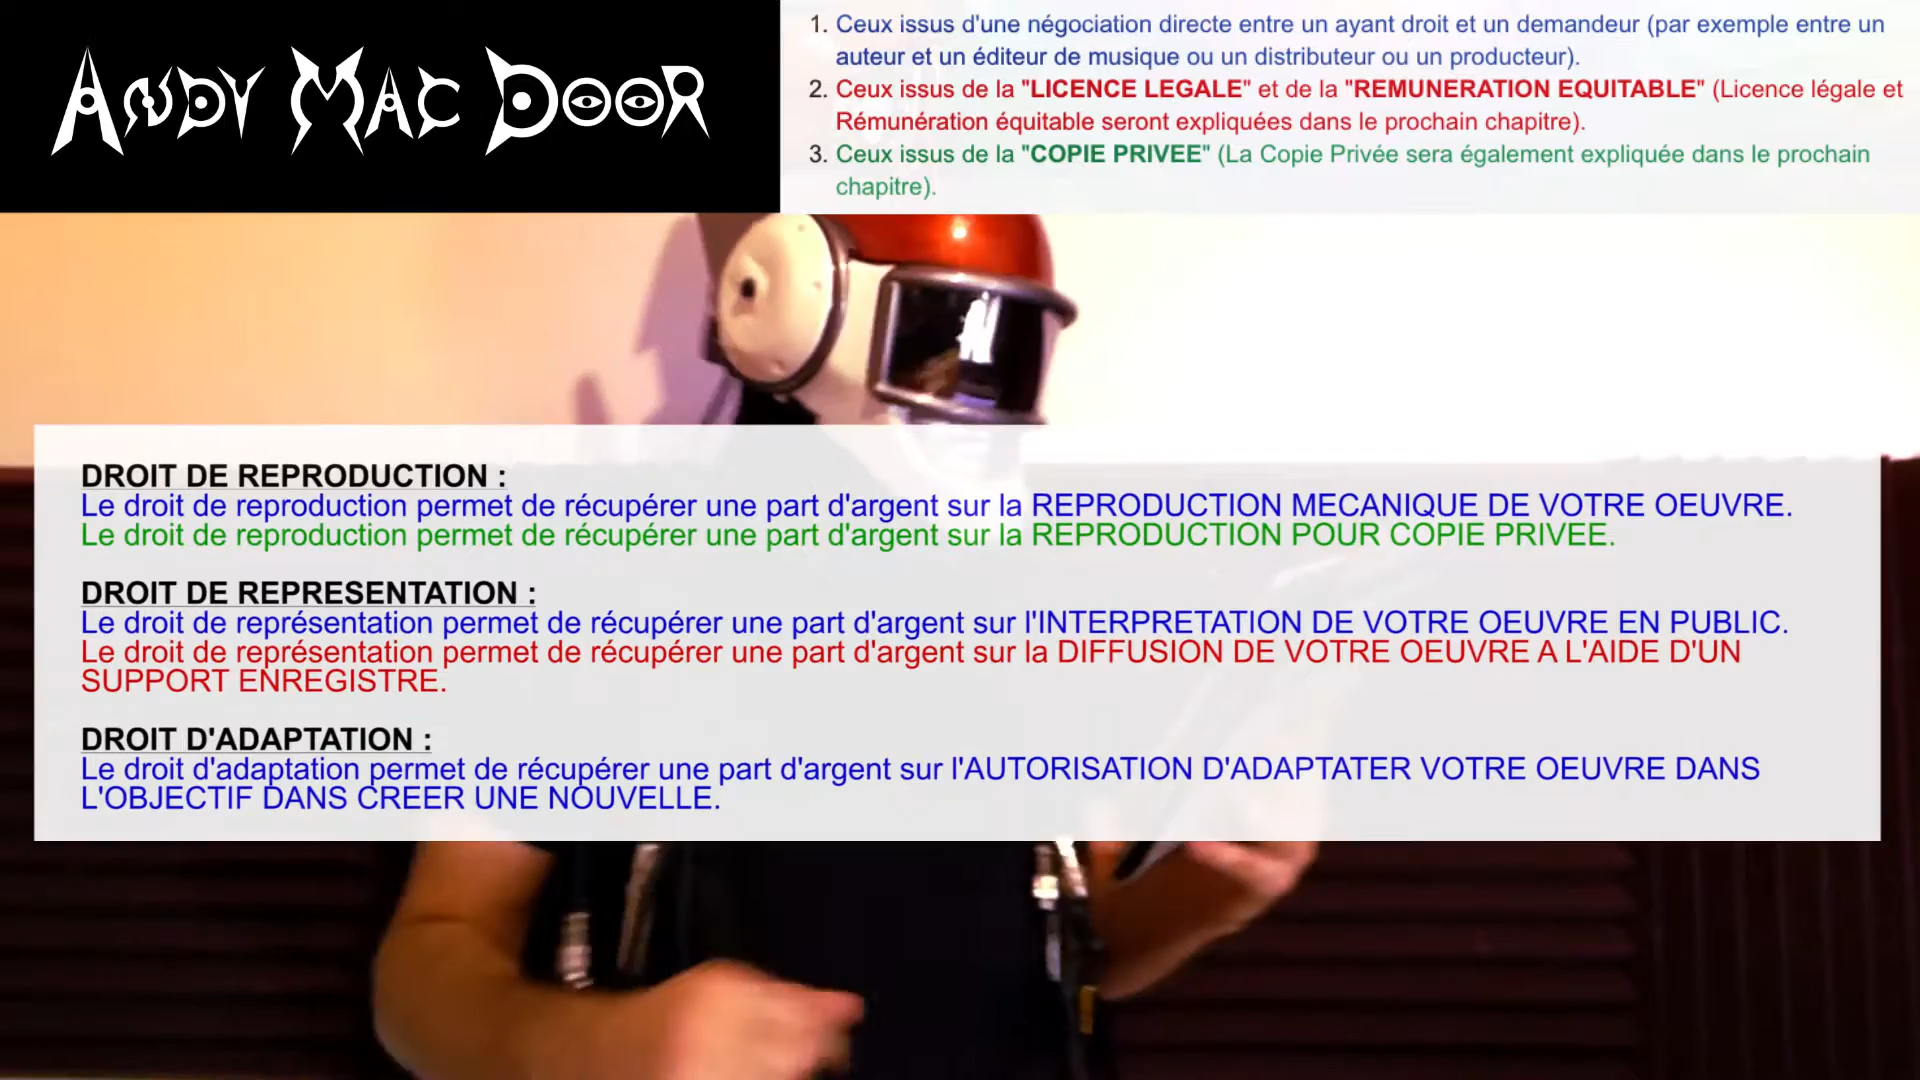 ANDY MAC DOOR
1. Ceux issus d'une négociation directe entre un ayant droit et un demandeur (par exemple entre un
auteur et un éditeur de musique ou un distributeur ou un producteur).
2. Ceux issus de la "LICENCE LEGALE" et de la "REMUNERATION EQUITABLE" (Licence légale et
Rémunération équitable seront expliquées dans le prochain chapitre).
3. Ceux issus de la "COPIE PRIVEE" (La Copie Privée sera également expliquée dans le prochain
chapitre).
DROIT DE REPRODUCTION :
Le droit de reproduction permet de récupérer une part d'argent sur la REPRODUCTION MECANIQUE DE VOTRE OEUVRE.
Le droit de reproduction permet de récupérer une part d'argent sur la REPRODUCTION POUR COPIE PRIVEE.
DROIT DE REPRESENTATION :
Le droit de représentation permet de récupérer une part d'argent sur l'INTERPRETATION DE VOTRE OEUVRE EN PUBLIC.
Le droit de représentation permet de récupérer une part d'argent sur la DIFFUSION DE VOTRE OEUVRE A L'AIDE D'UN
SUPPORT ENREGISTRE.
DROIT D'ADAPTATION :
Le droit d'adaptation permet de récupérer une part d'argent sur l'AUTORISATION D'ADAPTATER VOTRE OEUVRE DANS
L'OBJECTIF DANS CREER UNE NOUVELLE.